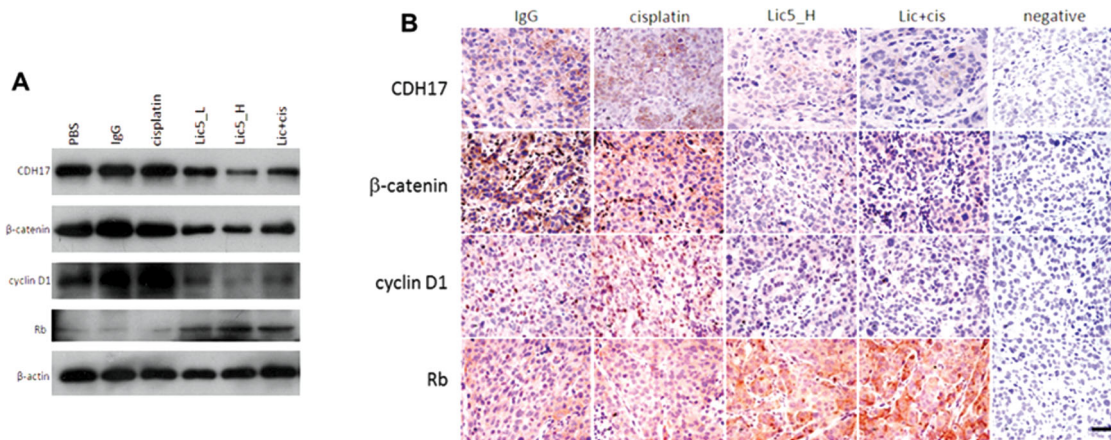 A
PBS
IgG
cisplatin
Lic5_L
Lic5_H
Lic+cis
CDH17
β-catenin
cyclin D1
Rb
β-actin
B
IgG
cisplatin
Lic5_H
Lic+cis
negative
CDH17
β-catenin
cyclin D1
Rb